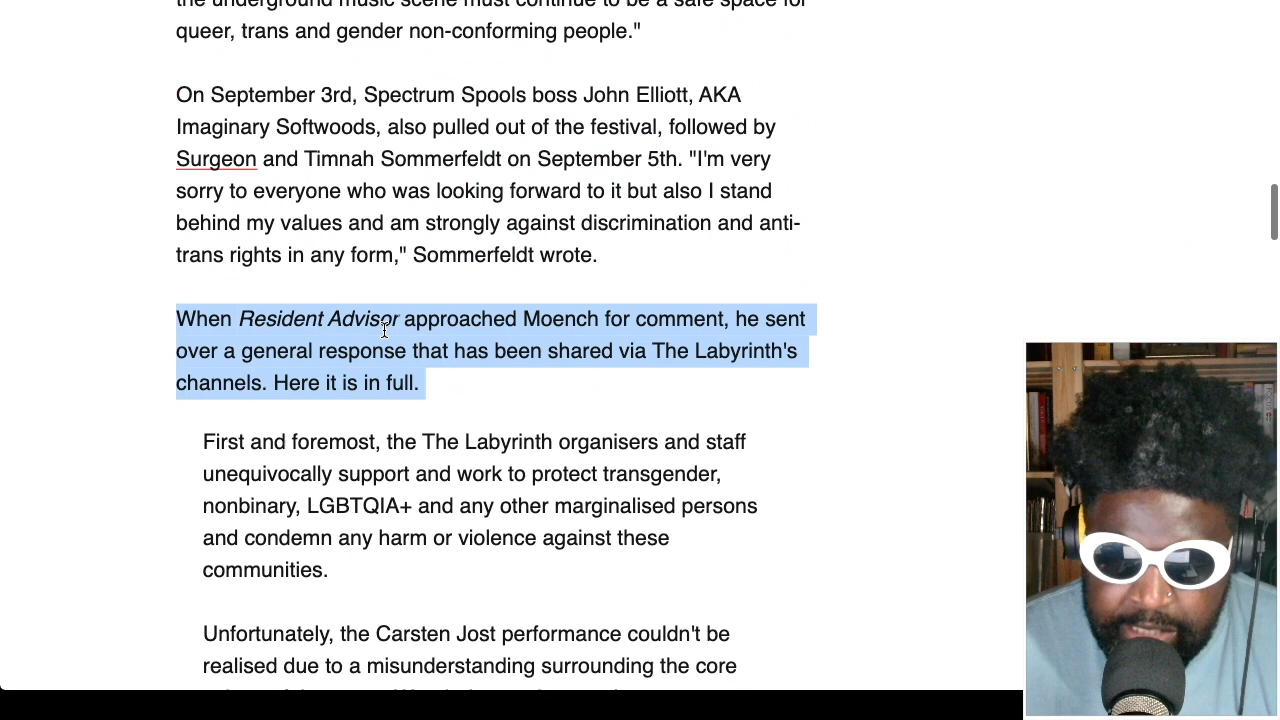 queer, trans and gender non-conforming people."
On September 3rd, Spectrum Spools boss John Elliott, AKA
Imaginary Softwoods, also pulled out of the festival, followed by
Surgeon and Timnah Sommerfeldt on September 5th. "I'm very
sorry to everyone who was looking forward to it but also I stand
behind my values and am strongly against discrimination and anti-
trans rights in any form," Sommerfeldt wrote.
When Resident Advisor approached Moench for comment, he sent
over a general response that has been shared via The Labyrinth's
channels. Here it is in full.
First and foremost, the The Labyrinth organisers and staff
unequivocally support and work to protect transgender,
nonbinary, LGBTQIA+ and any other marginalised persons
and condemn any harm or violence against these
communities.
Unfortunately, the Carsten Jost performance couldn't be
realised due to a misunderstanding surrounding the core